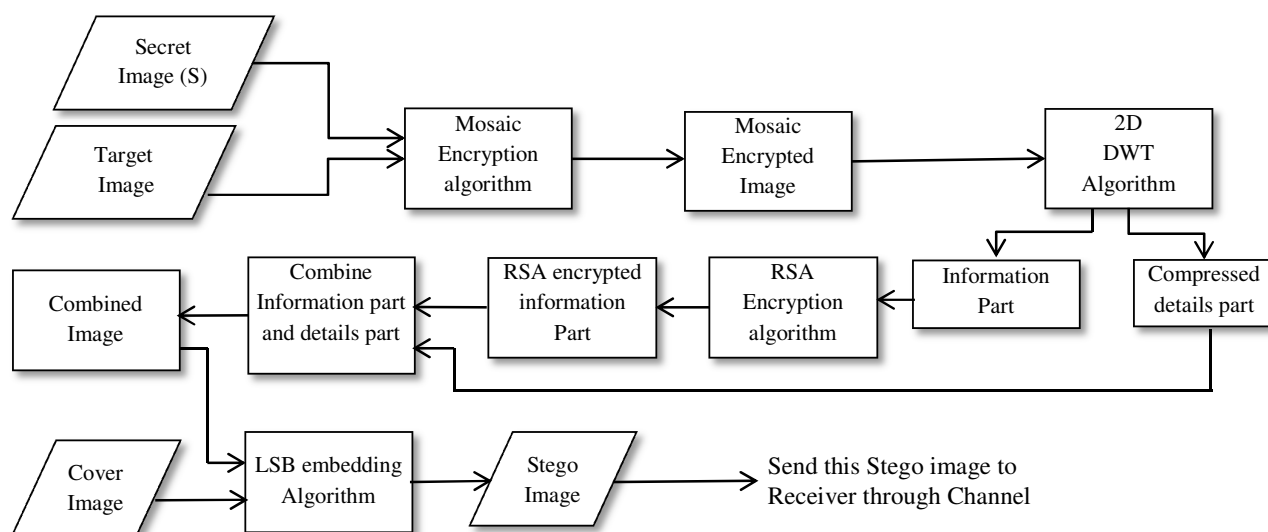 Secret
Image (S)
Target
Image
Mosaic
Encryption
algorithm
Mosaic
Encrypted
Image
2D
DWT
Algorithm
Combined
Image
Combine
Information part
and details part
RSA encrypted
information
Part
RSA
Encryption
algorithm
Information
Part
Compressed
details part
Cover
Image
LSB embedding
Algorithm
Stego
Image
Send this Stego image to
Receiver through Channel